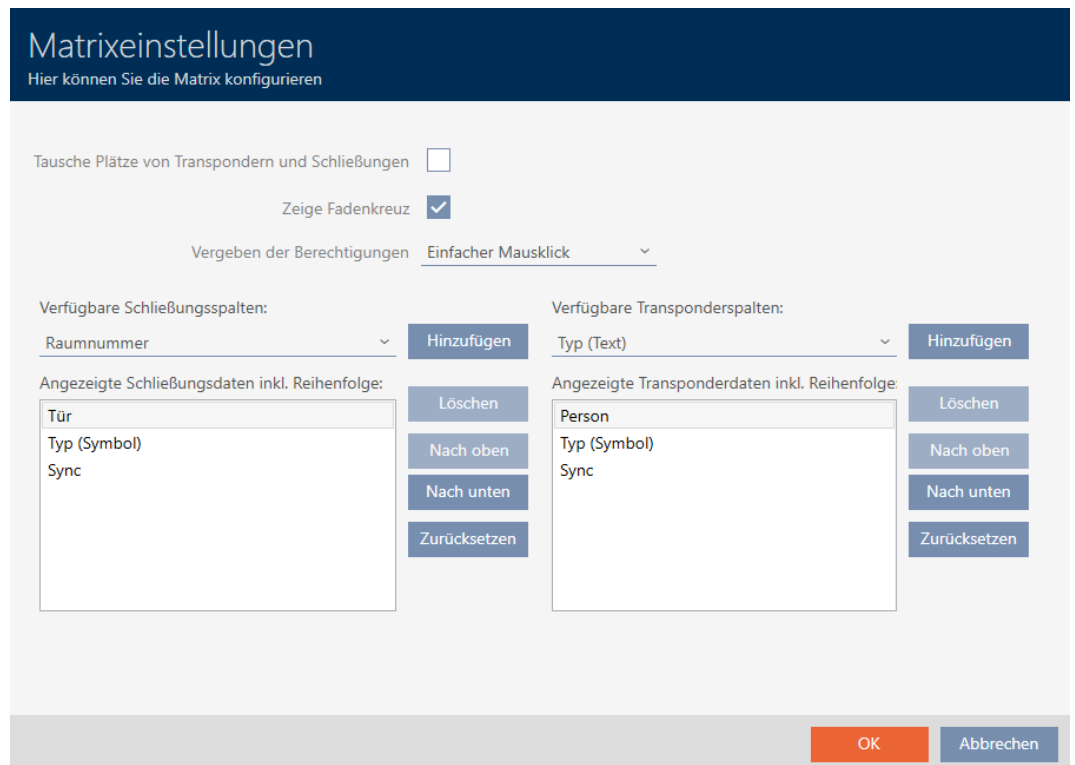 Matrixeinstellungen
Hier können Sie die Matrix konfigurieren
Tausche Plätze von Transpondern und Schließungen
Zeige Fadenkreuz
Vergeben der Berechtigungen Einfacher Mausklick
Verfügbare Schließungsspalten:
Raumnummer Hinzufügen
Angezeigte Schließungsdaten inkl. Reihenfolge:
Tür
Typ (Symbol)
Sync
Löschen
Nach oben
Nach unten
Zurücksetzen
Verfügbare Transponderspalten:
Typ (Text) Hinzufügen
Angezeigte Transponderdaten inkl. Reihenfolge:
Person
Typ (Symbol)
Sync
Löschen
Nach oben
Nach unten
Zurücksetzen
OK Abbrechen